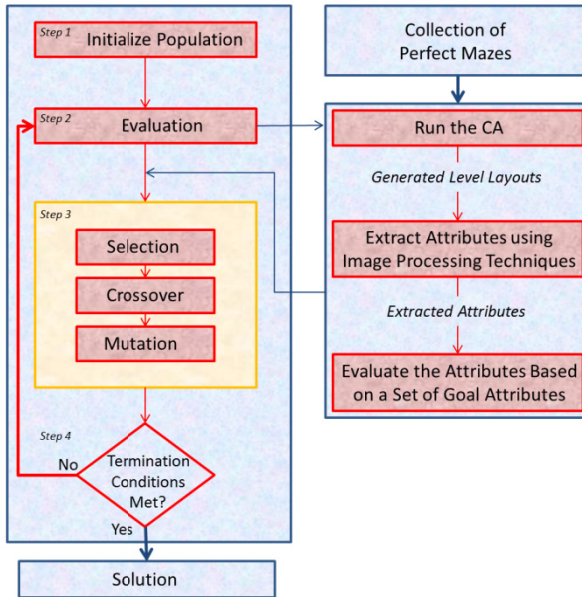 Step 1
Initialize Population
Step 2
Evaluation
Step 3
Selection
Crossover
Mutation
Step 4
No
Termination
Conditions
Met?
Yes
Solution
Collection of
Perfect Mazes
Run the CA
Generated Level Layouts
Extract Attributes using
Image Processing Techniques
Extracted Attributes
Evaluate the Attributes Based
on a Set of Goal Attributes